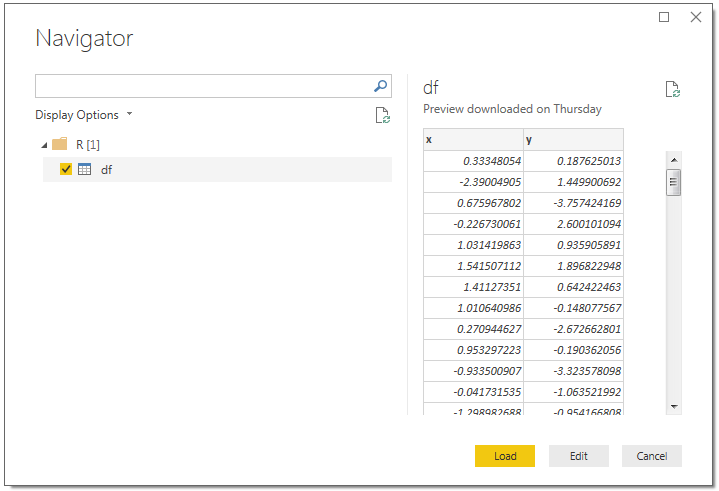 Navigator
Display Options
R [1]
df
df
Preview downloaded on Thursday
x y
0.33348054 0.187625013
-2.39004905 1.449900692
0.675967802 -3.757424169
-0.226730061 2.600101094
1.031419863 0.935905891
1.541507112 1.896822948
1.41127351 0.642422463
1.010640986 -0.148077567
0.270944627 -2.672662801
0.953297223 -0.190362056
-0.933500907 -3.323578098
-0.041731535 -1.063521992
-1.298982688 -0.954166808
Load Edit Cancel